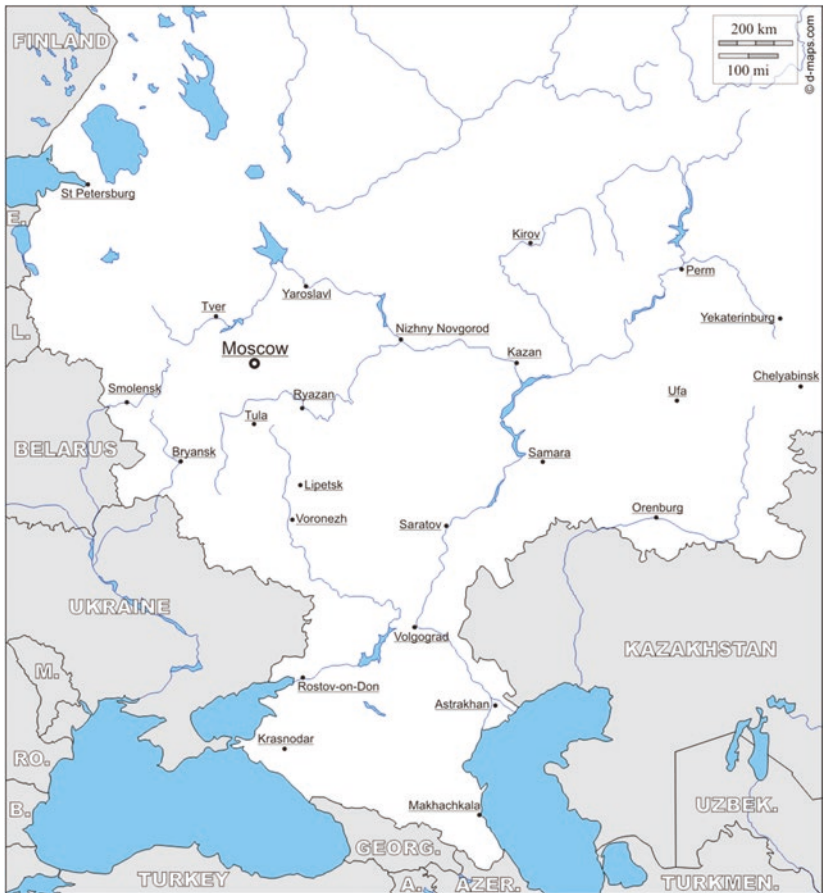 FINLAND
200 km
100 mi
© d-maps.com
St Petersburg
E.
Kirov
Perm
Yaroslavl
Tver
Yekaterinburg
L.
Nizhny Novgorod
Moscow
Kazan
Chelyabinsk
Smolensk
Ryazan
Ufa
Tula
BELARUS
Bryansk
Samara
Lipetsk
Orenburg
Voronezh
Saratov
UKRAINE
Volgograd
KAZAKHSTAN
M.
Rostov-on-Don
Astrakhan
Krasnodar
RO.
Makhachkala
UZBEK.
B.
GEORG.
TURKEY
A.
AZER.
TURKMEN.